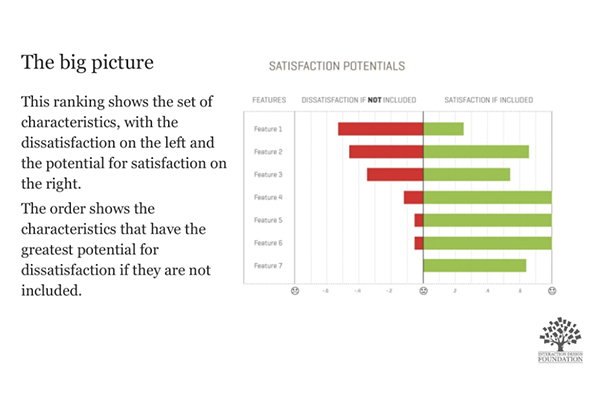 The big picture
This ranking shows the set of
characteristics, with the
dissatisfaction on the left and
the potential for satisfaction on
the right.
The order shows the
characteristics that have the
greatest potential for
dissatisfaction if they are not
included.
SATISFACTION POTENTIALS
FEATURES DISSATISFACTION IF NOT INCLUDED SATISFACTION IF INCLUDED
Feature 1
Feature 2
Feature 3
Feature 4
Feature 5
Feature 6
Feature 7
-.6 -.4 -.2 .2 .4 .6
INTERACTION DESIGN
FOUNDATION